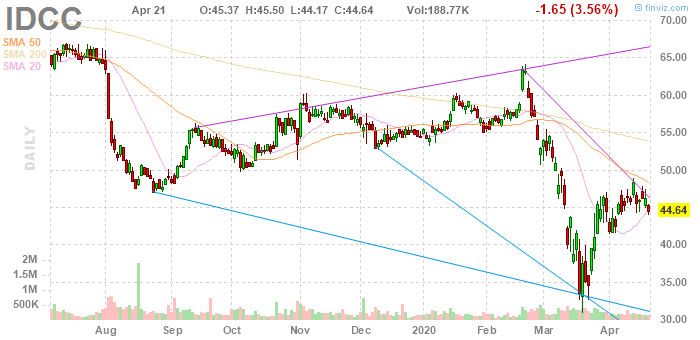 IDCC Apr 21 O:45.37 H:45.50 L:44.17 C:44.64 Vol:188.77K -1.65 (3.56%) © finviz.com
SMA 50
SMA 200
SMA 20
DAILY
70.00
65.00
60.00
55.00
50.00
44.64
40.00
35.00
30.00
2M
1.5M
1M
500K
Aug Sep Oct Nov Dec 2020 Feb Mar Apr